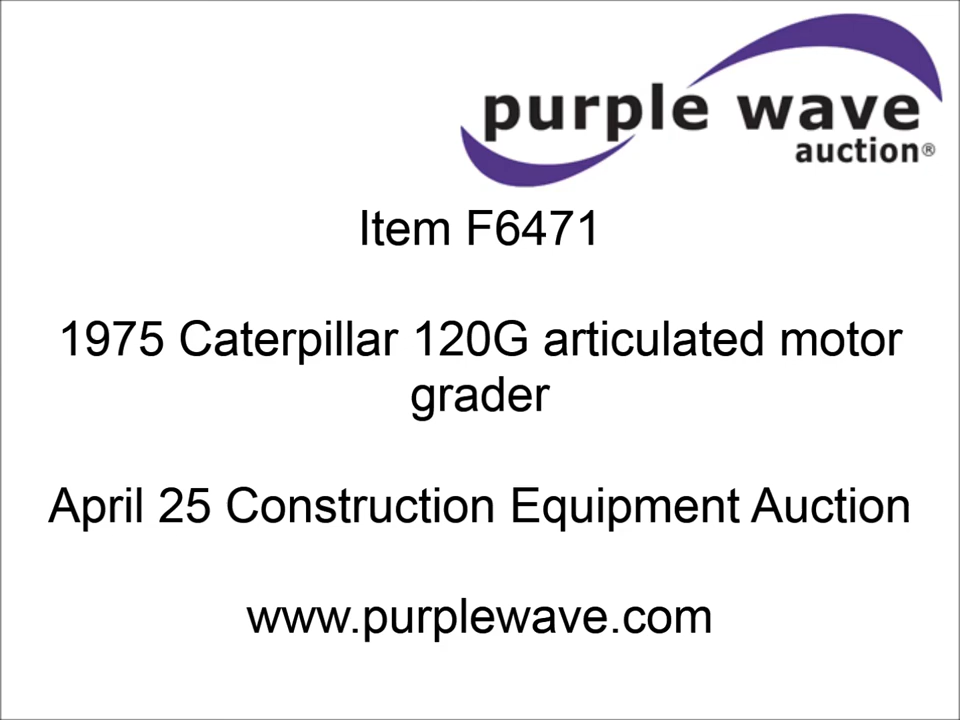 purple wave
auction®
Item F6471
1975 Caterpillar 120G articulated motor
grader
April 25 Construction Equipment Auction
www.purplewave.com